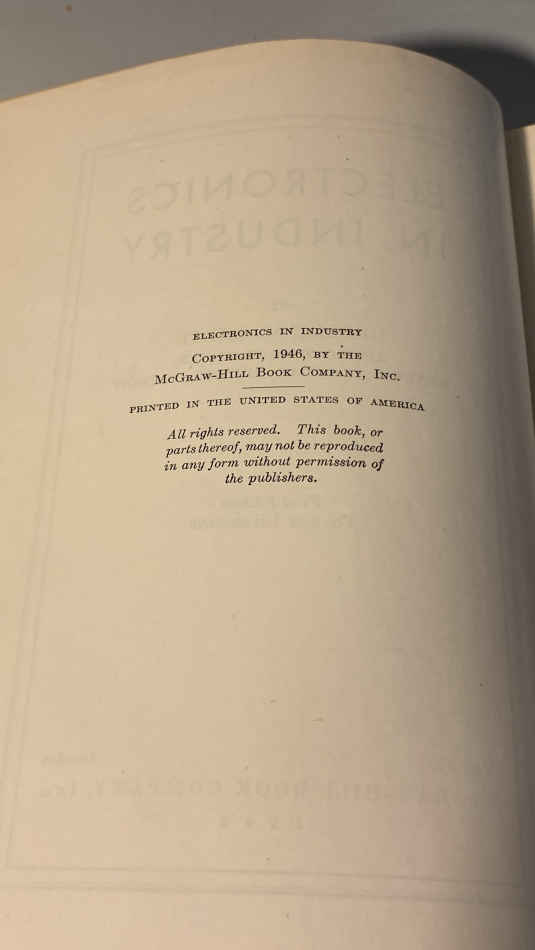 ELECTRONICS IN INDUSTRY
COPYRIGHT, 1946, BY THE
MCGRAW-HILL BOOK COMPANY, INC.
PRINTED IN THE UNITED STATES OF AMERICA
All rights reserved. This book, or
parts thereof, may not be reproduced
in any form without permission of
the publishers.